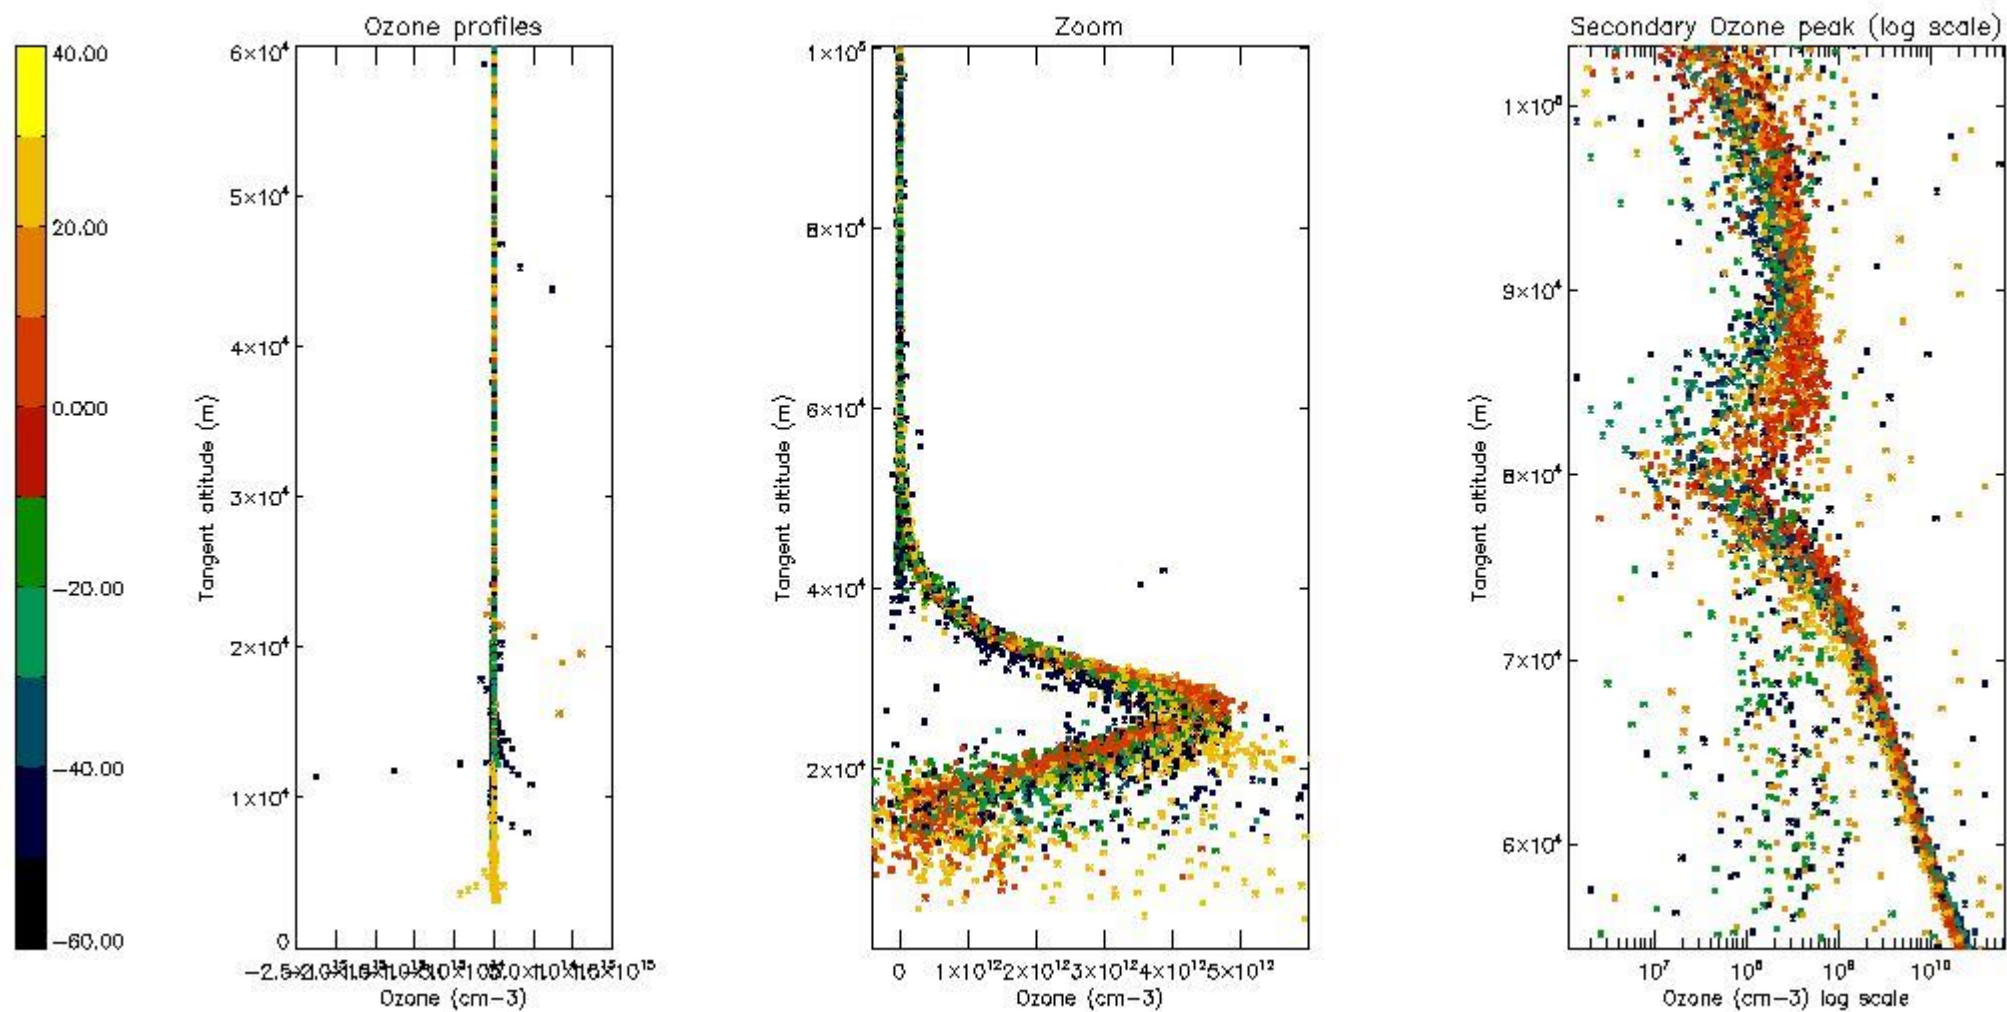 Ozone profiles
Zoom
Secondary Ozone peak (log scale)
40.00
20.00
0.000
−20.00
−40.00
−60.00
6×10⁴
5×10⁴
4×10⁴
3×10⁴
2×10⁴
1×10⁴
0
Tangent altitude (m)
Ozone (cm−3)
1×10⁵
8×10⁴
6×10⁴
4×10⁴
2×10⁴
Tangent altitude (m)
0 1×10¹² 2×10¹² 3×10¹² 4×10¹² 5×10¹²
Ozone (cm−3)
1×10⁵
9×10⁴
8×10⁴
7×10⁴
6×10⁴
Tangent altitude (m)
10⁷ 10⁸ 10⁹ 10¹⁰
Ozone (cm−3) log scale